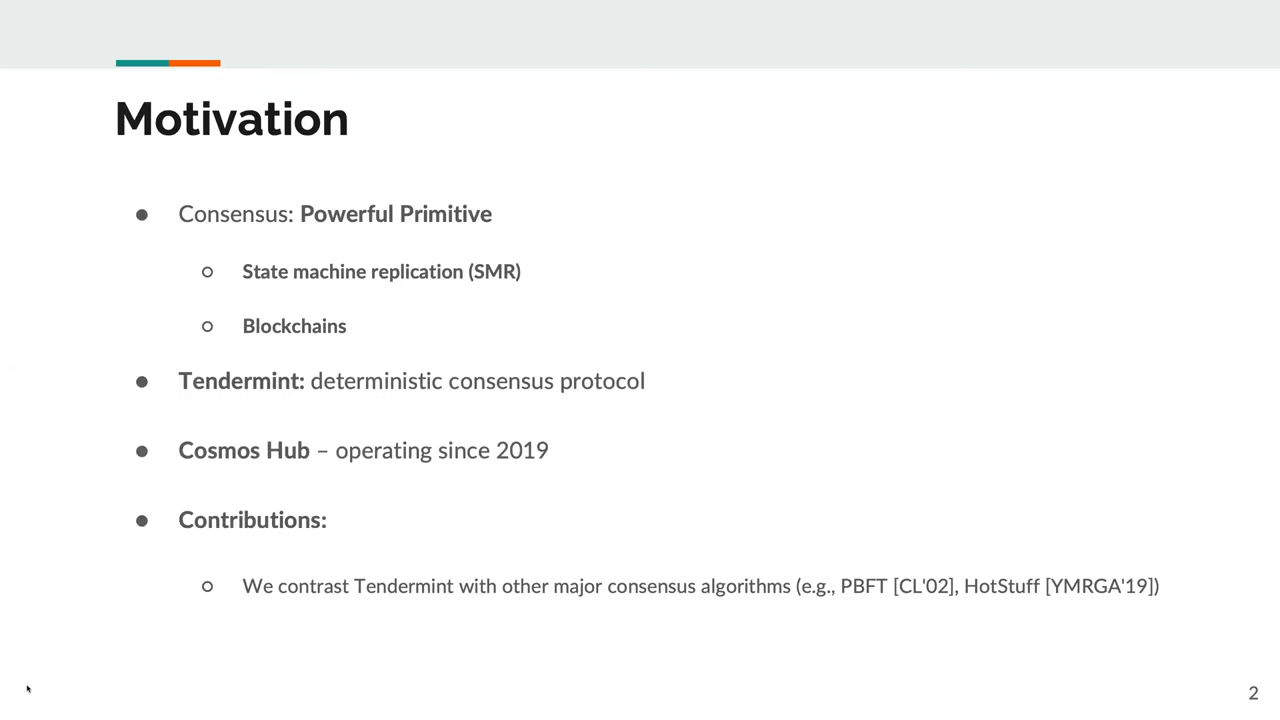 Motivation
● Consensus: Powerful Primitive
○ State machine replication (SMR)
○ Blockchains
● Tendermint: deterministic consensus protocol
● Cosmos Hub – operating since 2019
● Contributions:
○ We contrast Tendermint with other major consensus algorithms (e.g., PBFT [CL'02], HotStuff [YMRGA'19])
2